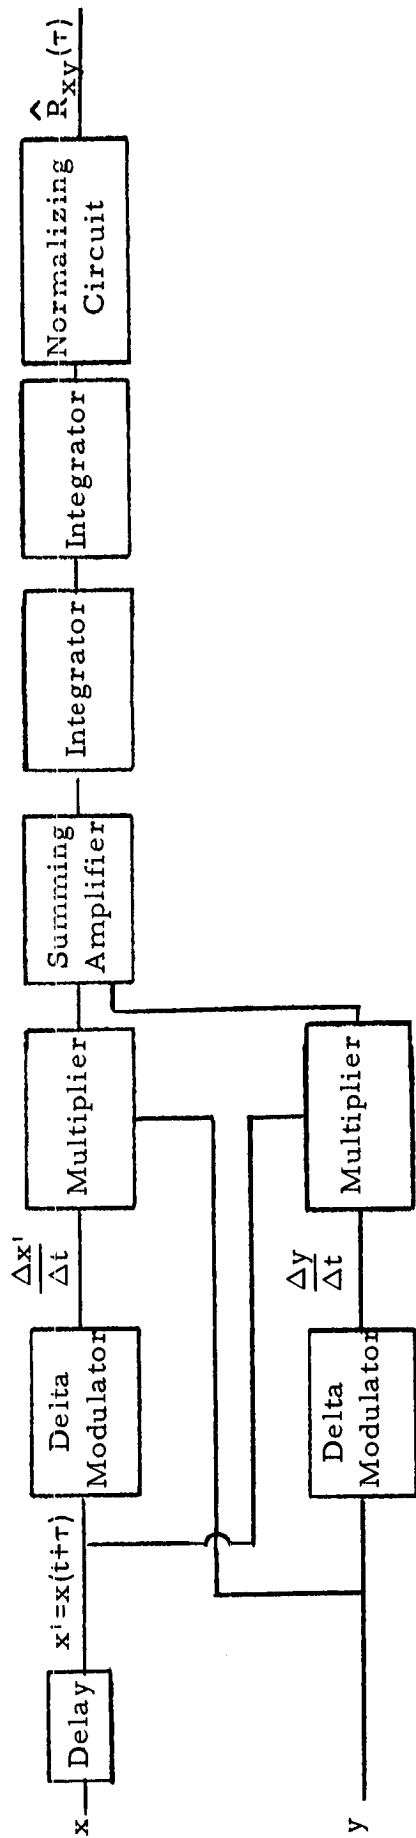 x
Delay
x'=x(t+τ)
Delta
Modulator
Δx'
Δt
Multiplier
Summing
Amplifier
Integrator
Integrator
Normalizing
Circuit
R̂xy(τ)
y
Delta
Modulator
Δy
Δt
Multiplier